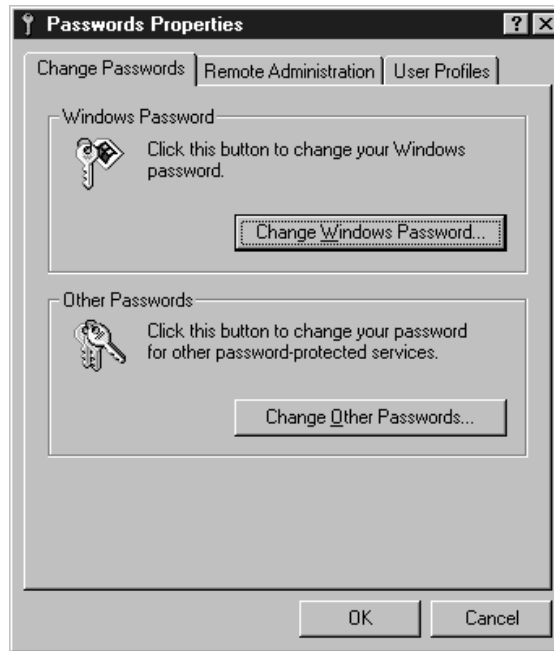 Passwords Properties
Change Passwords
Remote Administration
User Profiles
Windows Password
Click this button to change your Windows
password.
Change Windows Password...
Other Passwords
Click this button to change your password
for other password-protected services.
Change Other Passwords...
OK
Cancel